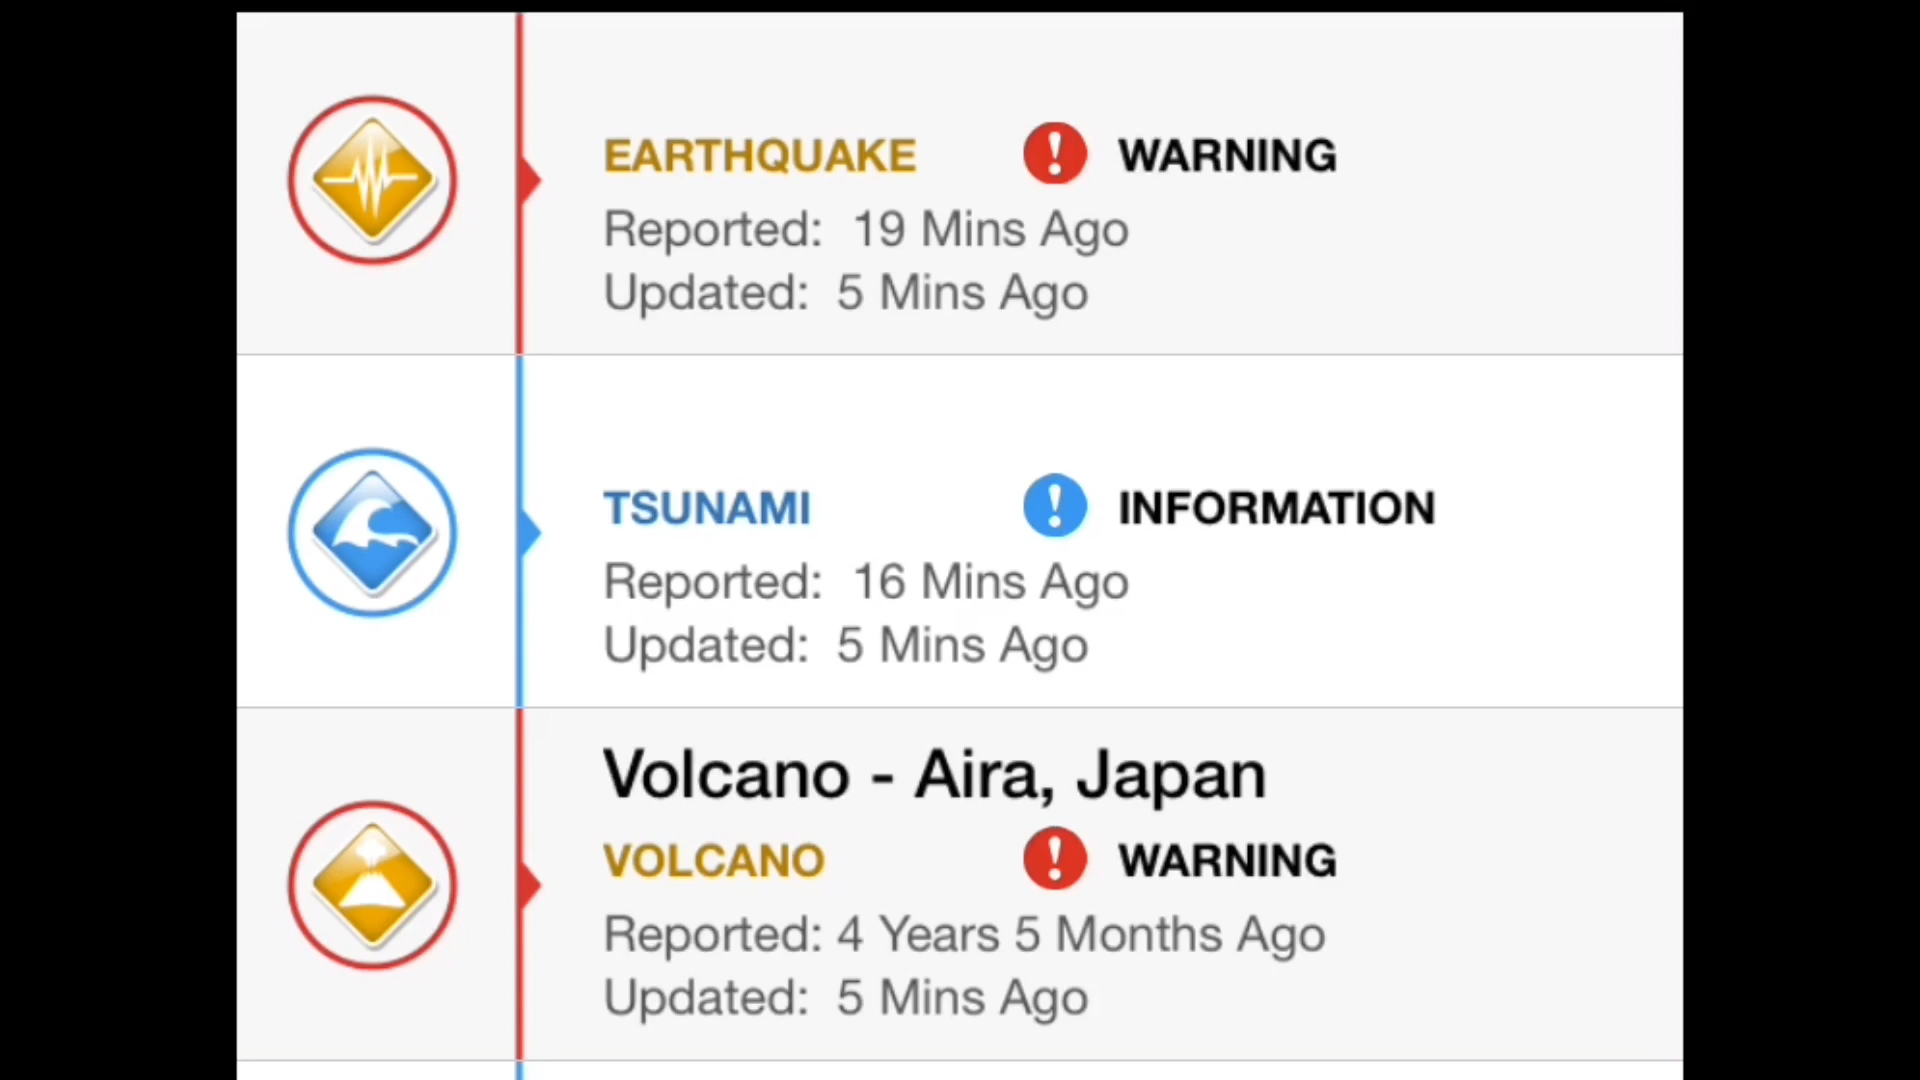 EARTHQUAKE ! WARNING
Reported: 19 Mins Ago
Updated: 5 Mins Ago
TSUNAMI ! INFORMATION
Reported: 16 Mins Ago
Updated: 5 Mins Ago
Volcano - Aira, Japan
VOLCANO ! WARNING
Reported: 4 Years 5 Months Ago
Updated: 5 Mins Ago